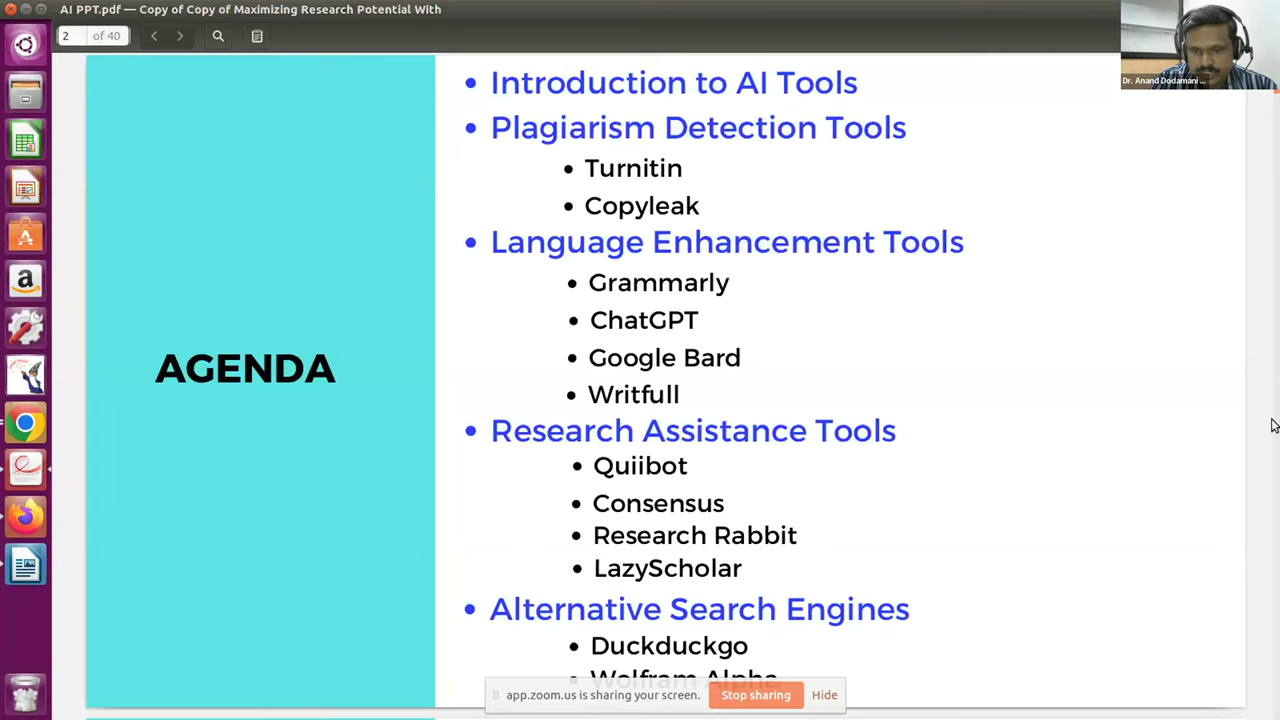 AI PPT.pdf — Copy of Copy of Maximizing Research Potential With
2 of 40
Dr. Anand Dodamani ...
AGENDA
• Introduction to AI Tools
• Plagiarism Detection Tools
• Turnitin
• Copyleak
• Language Enhancement Tools
• Grammarly
• ChatGPT
• Google Bard
• Writfull
• Research Assistance Tools
• Quiibot
• Consensus
• Research Rabbit
• LazyScholar
• Alternative Search Engines
• Duckduckgo
• Wolfram Alpha
app.zoom.us is sharing your screen. Stop sharing Hide